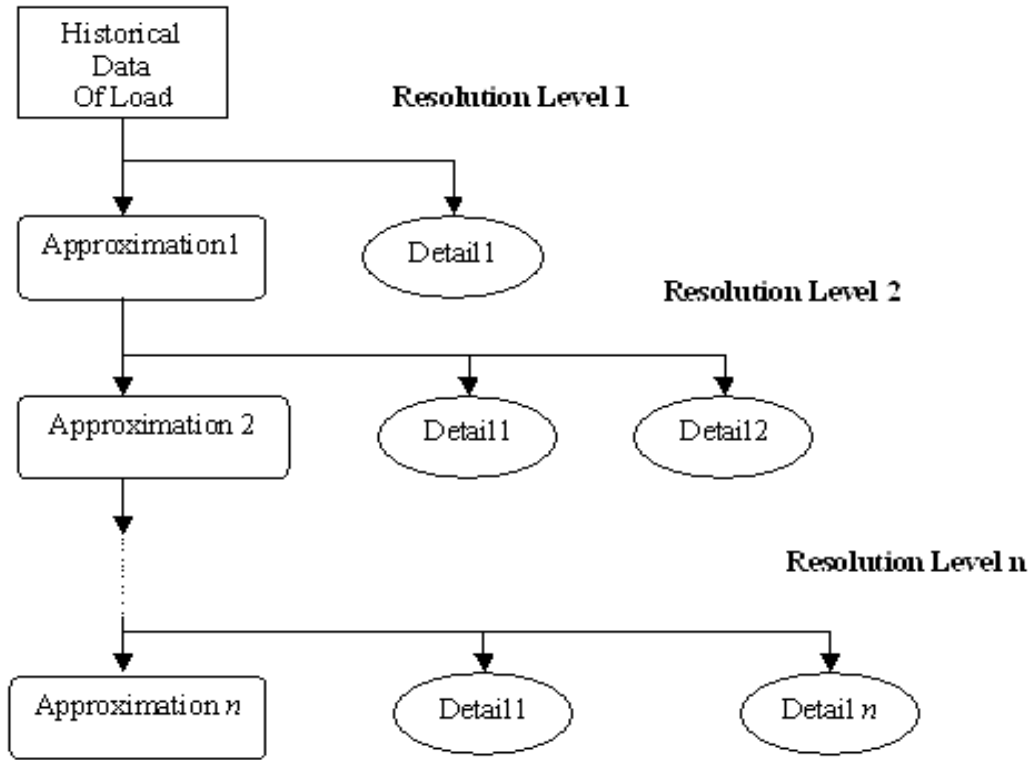 Historical
Data
Of Load
Resolution Level 1
Approximation1
Detail1
Resolution Level 2
Approximation 2
Detail1
Detail2
Resolution Level n
Approximation n
Detail1
Detail n